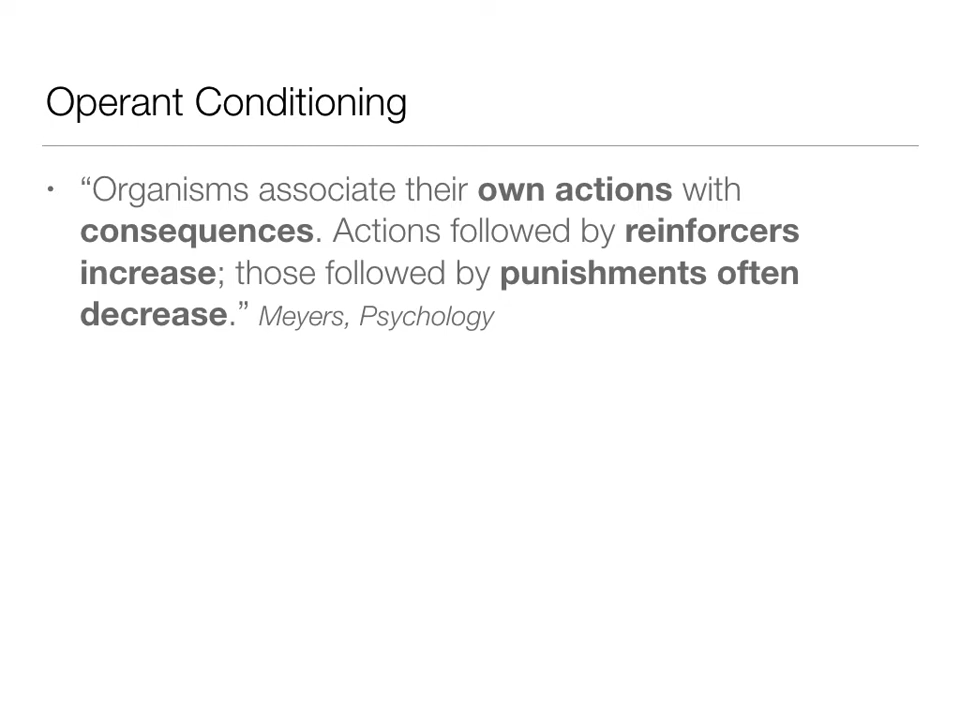 Operant Conditioning
• “Organisms associate their own actions with
consequences. Actions followed by reinforcers
increase; those followed by punishments often
decrease.” Meyers, Psychology